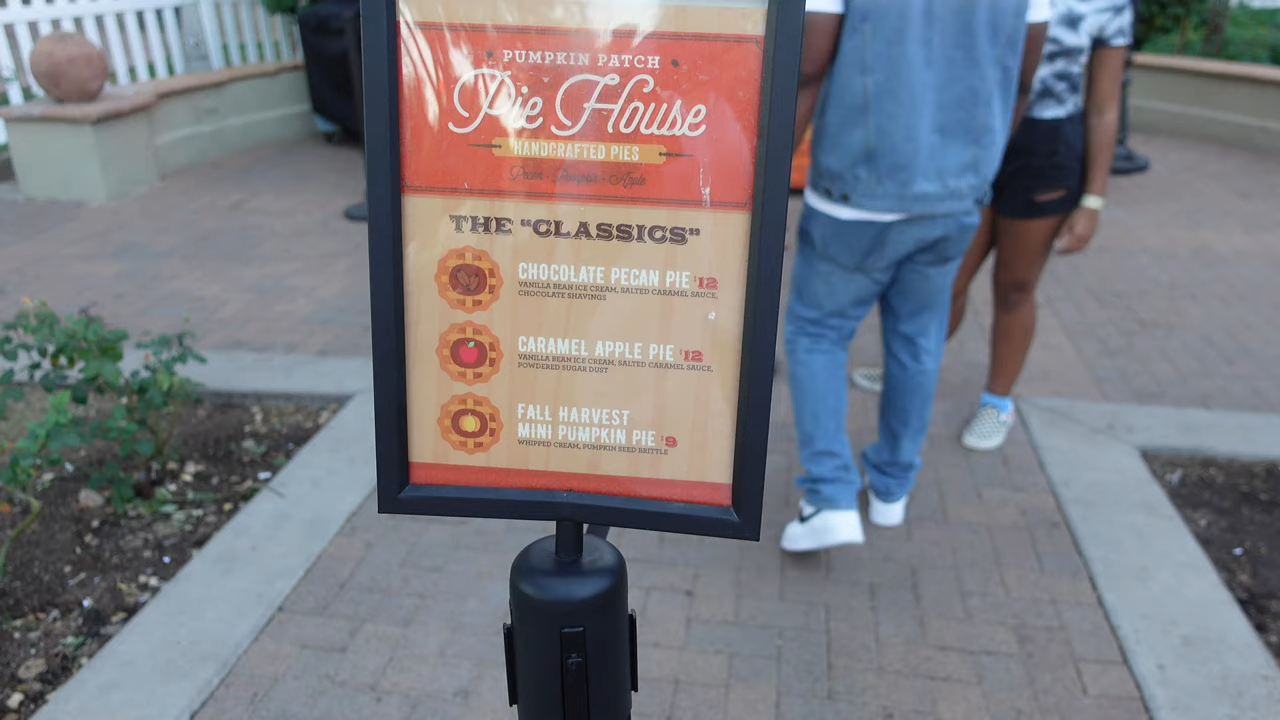 PUMPKIN PATCH
Pie House
HANDCRAFTED PIES
Pecan - Pumpkin - Apple
THE "CLASSICS"
CHOCOLATE PECAN PIE $12
VANILLA BEAN ICE CREAM, SALTED CARAMEL SAUCE,
CHOCOLATE SHAVINGS
CARAMEL APPLE PIE $12
VANILLA BEAN ICE CREAM, SALTED CARAMEL SAUCE,
POWDERED SUGAR DUST
FALL HARVEST
MINI PUMPKIN PIE $9
WHIPPED CREAM, PUMPKIN SEED BRITTLE